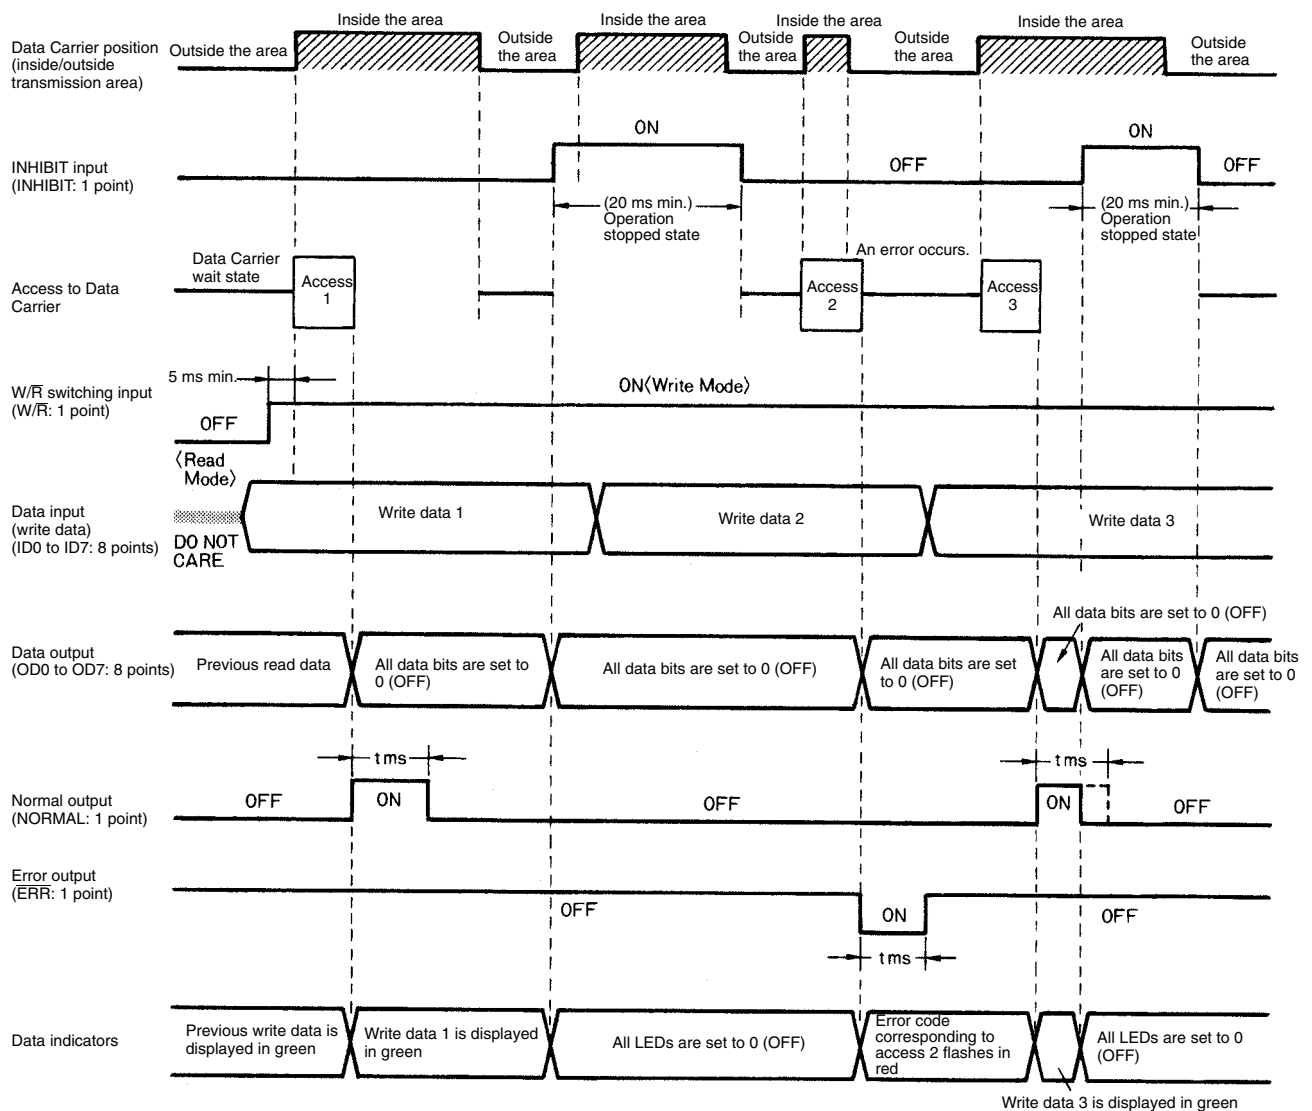 Inside the area
Inside the area
Inside the area
Inside the area
Data Carrier position
(inside/outside
transmission area)
Outside the area
Outside
the area
Outside
the area
Outside
the area
Outside
the area
ON
ON
INHIBIT input
(INHIBIT: 1 point)
OFF
OFF
(20 ms min.)
Operation
stopped state
(20 ms min.)
Operation
stopped state
Data Carrier
wait state
An error occurs.
Access to Data
Carrier
Access
1
Access
2
Access
3
5 ms min.
W/R̅ switching input
(W/R̅: 1 point)
ON〈Write Mode〉
OFF
〈Read
Mode〉
Data input
(write data)
(ID0 to ID7: 8 points)
DO NOT
CARE
Write data 1
Write data 2
Write data 3
All data bits are set to 0 (OFF)
Data output
(OD0 to OD7: 8 points)
Previous read data
All data bits are set to
0 (OFF)
All data bits are set to 0 (OFF)
All data bits are set
to 0 (OFF)
All data bits
are set to 0
(OFF)
All data bits
are set to 0
(OFF)
t ms
t ms
Normal output
(NORMAL: 1 point)
OFF
ON
OFF
ON
OFF
Error output
(E̅R̅R̅: 1 point)
OFF
ON
OFF
t ms
Data indicators
Previous write data is
displayed in green
Write data 1 is displayed
in green
All LEDs are set to 0 (OFF)
Error code
corresponding to
access 2 flashes in
red
All LEDs are set to 0
(OFF)
Write data 3 is displayed in green